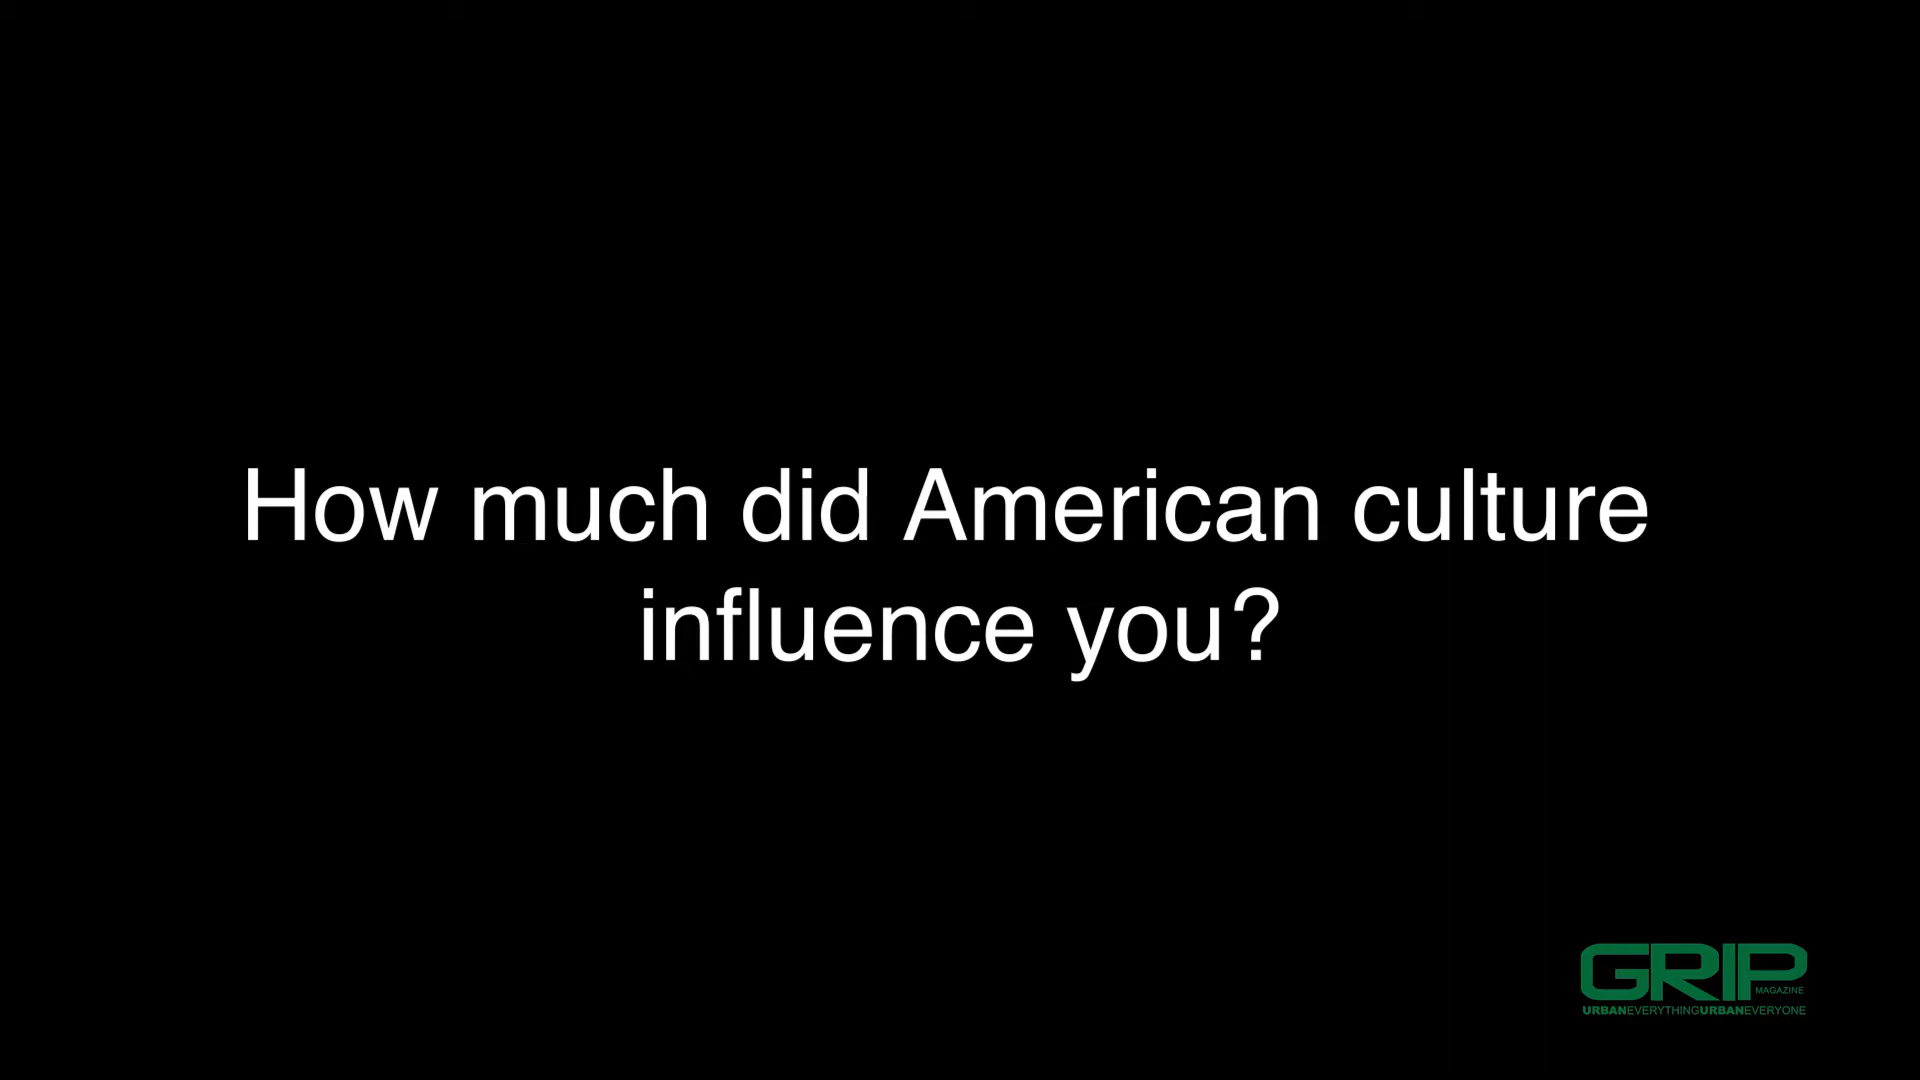 How much did American culture
influence you?
GRIP
MAGAZINE
URBANEVERYTHINGURBANEVERYONE